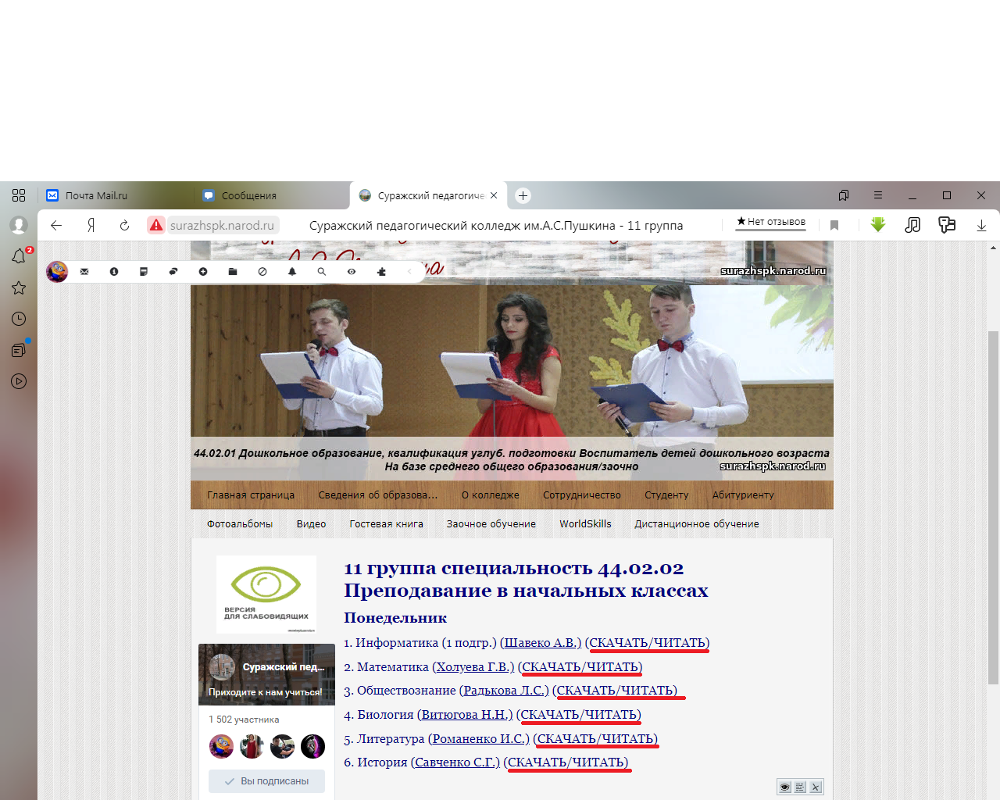 Почта Mail.ru
Сообщения
Суражский педагогиче
2
Я
surazhspk.narod.ru
Суражский педагогический колледж им.А.С.Пушкина - 11 группа
★Нет отзывов
surazhspk.narod.ru
44.02.01 Дошкольное образование, квалификация углуб. подготовки Воспитатель детей дошкольного возраста
На базе среднего общего образования/заочно
surazhspk.narod.ru
Главная страница Сведения об образова... О колледже Сотрудничество Студенту Абитуриенту
Фотоальбомы Видео Гостевая книга Заочное обучение WorldSkills Дистанционное обучение
ВЕРСИЯ
ДЛЯ СЛАБОВИДЯЩИХ
Суражский пед...
Приходите к нам учиться!
1 502 участника
Вы подписаны
11 группа специальность 44.02.02
Преподавание в начальных классах
Понедельник
1. Информатика (1 подгр.) (Шавеко А.В.) (СКАЧАТЬ/ЧИТАТЬ)
2. Математика (Холуева Г.В.) (СКАЧАТЬ/ЧИТАТЬ)
3. Обществознание (Радькова Л.С.) (СКАЧАТЬ/ЧИТАТЬ)
4. Биология (Витюгова Н.Н.) (СКАЧАТЬ/ЧИТАТЬ)
5. Литература (Романенко И.С.) (СКАЧАТЬ/ЧИТАТЬ)
6. История (Савченко С.Г.) (СКАЧАТЬ/ЧИТАТЬ)